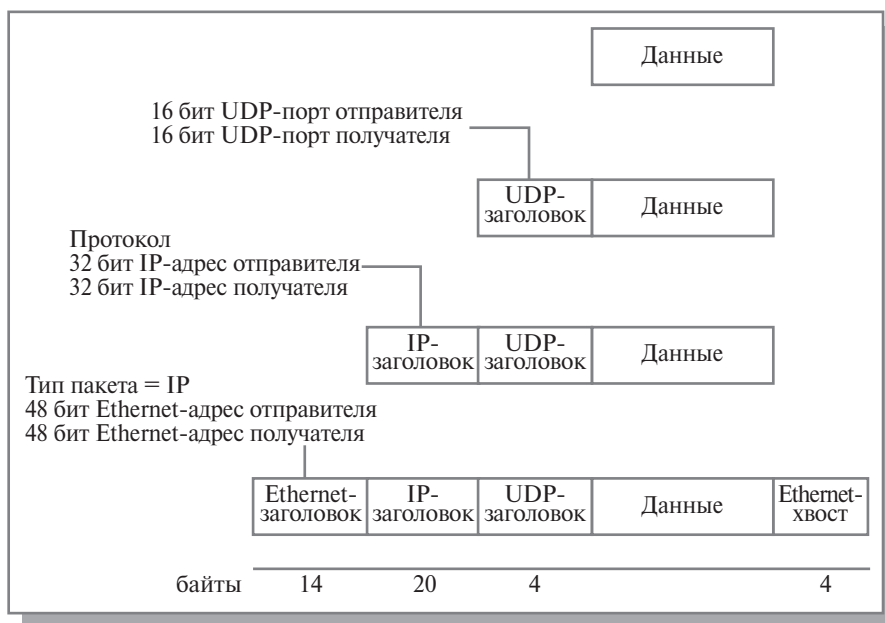 Данные
16 бит UDP-порт отправителя
16 бит UDP-порт получателя
UDP-
заголовок
Данные
Протокол
32 бит IP-адрес отправителя
32 бит IP-адрес получателя
IP-
заголовок
UDP-
заголовок
Данные
Тип пакета = IP
48 бит Ethernet-адрес отправителя
48 бит Ethernet-адрес получателя
Ethernet-
заголовок
IP-
заголовок
UDP-
заголовок
Данные
Ethernet-
хвост
байты 14 20 4 4